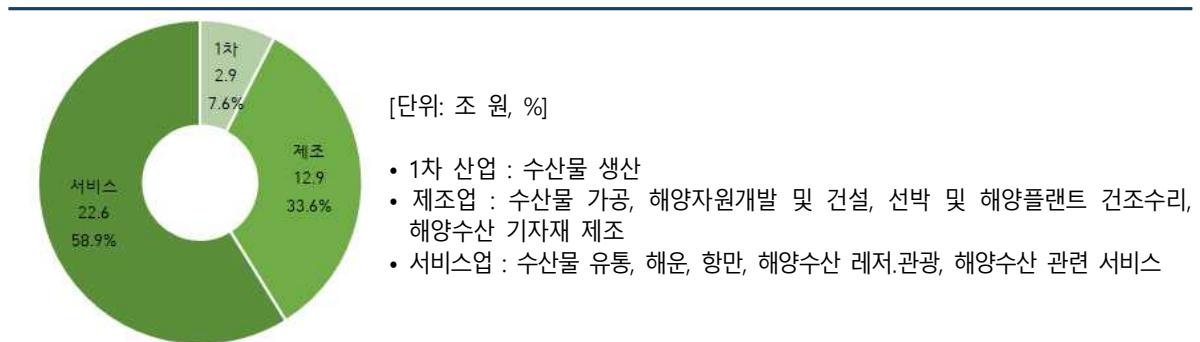 1차
2.9
7.6%
제조
12.9
33.6%
서비스
22.6
58.9%
[단위: 조 원, %]
• 1차 산업 : 수산물 생산
• 제조업 : 수산물 가공, 해양자원개발 및 건설, 선박 및 해양플랜트 건조수리,
해양수산 기자재 제조
• 서비스업 : 수산물 유통, 해운, 항만, 해양수산 레저.관광, 해양수산 관련 서비스